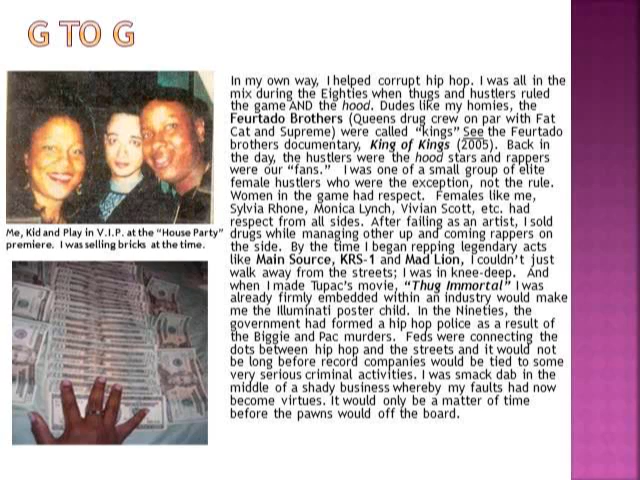 G TO G
In my own way, I helped corrupt hip hop. I was all in the
mix during the Eighties when thugs and hustlers ruled
the game AND the hood. Dudes like my homies, the
Feurtado Brothers (Queens drug crew on par with Fat
Cat and Supreme) were called "kings" See the Feurtado
brothers documentary, King of Kings (2005). Back in
the day, the hustlers were the hood stars and rappers
were our "fans." I was one of a small group of elite
female hustlers who were the exception, not the rule.
Women in the game had respect. Females like me,
Sylvia Rhone, Monica Lynch, Vivian Scott, etc. had
respect from all sides. After failing as an artist, I sold
drugs while managing other up and coming rappers on
the side. By the time I began repping legendary acts
like Main Source, KRS-1 and Mad Lion, I couldn't just
walk away from the streets; I was in knee-deep. And
when I made Tupac's movie, "Thug Immortal" I was
already firmly embedded within an industry would make
me the Illuminati poster child. In the Nineties, the
government had formed a hip hop police as a result of
the Biggie and Pac murders. Feds were connecting the
dots between hip hop and the streets and it would not
be long before record companies would be tied to some
very serious criminal activities. I was smack dab in the
middle of a shady business whereby my faults had now
become virtues. It would only be a matter of time
before the pawns would off the board.
Me, Kid and Play in V.I.P. at the "House Party"
premiere. I was selling bricks at the time.